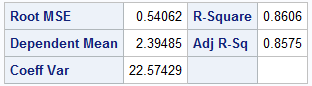 Root MSE 0.54062 R-Square 0.8606
Dependent Mean 2.39485 Adj R-Sq 0.8575
Coeff Var 22.57429